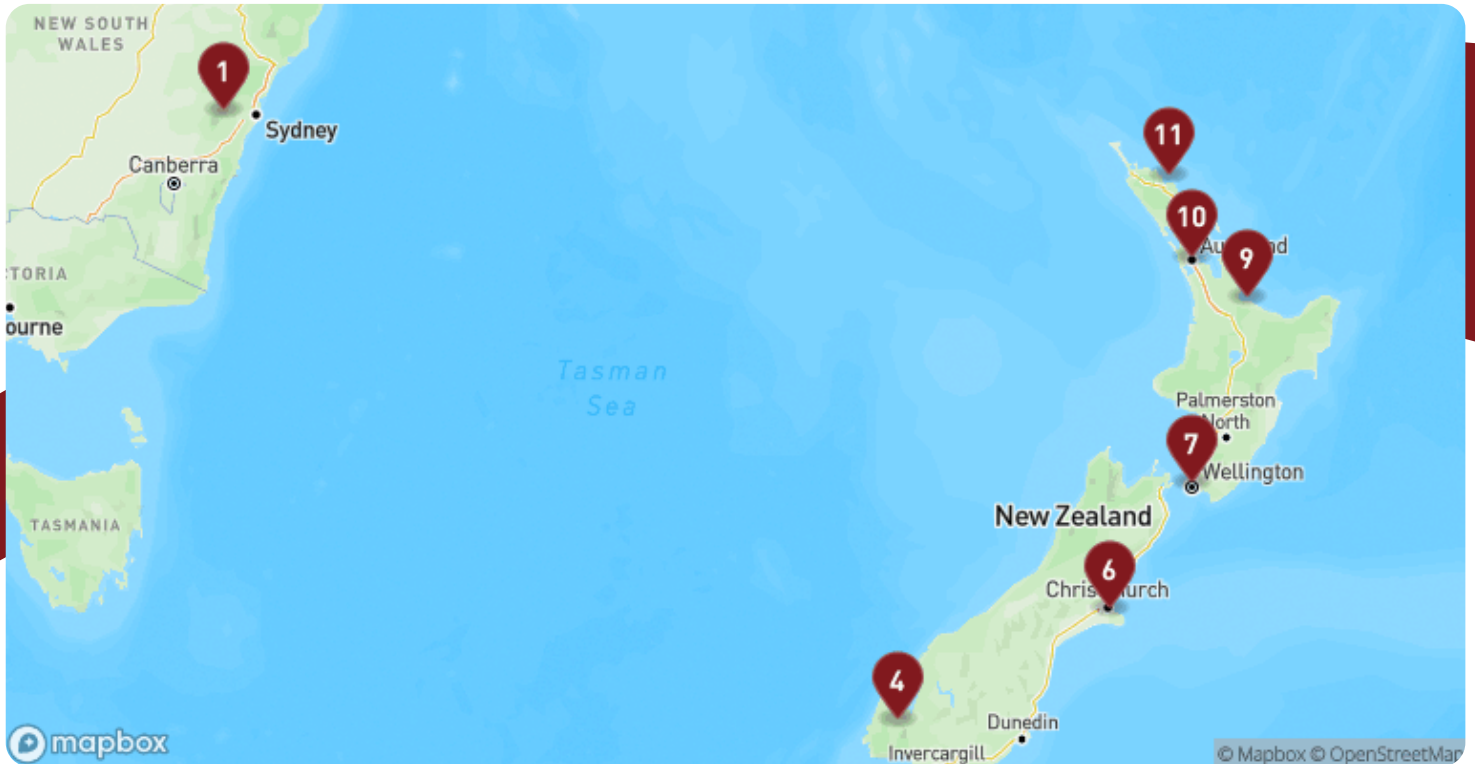 NEW SOUTH
WALES
1
Sydney
Canberra
TORIA
ourne
TASMANIA
Tasman
Sea
11
10
9
Palmerston
North
7
Wellington
New Zealand
6
4
Dunedin
Invercargill
mapbox
© Mapbox © OpenStreetMap